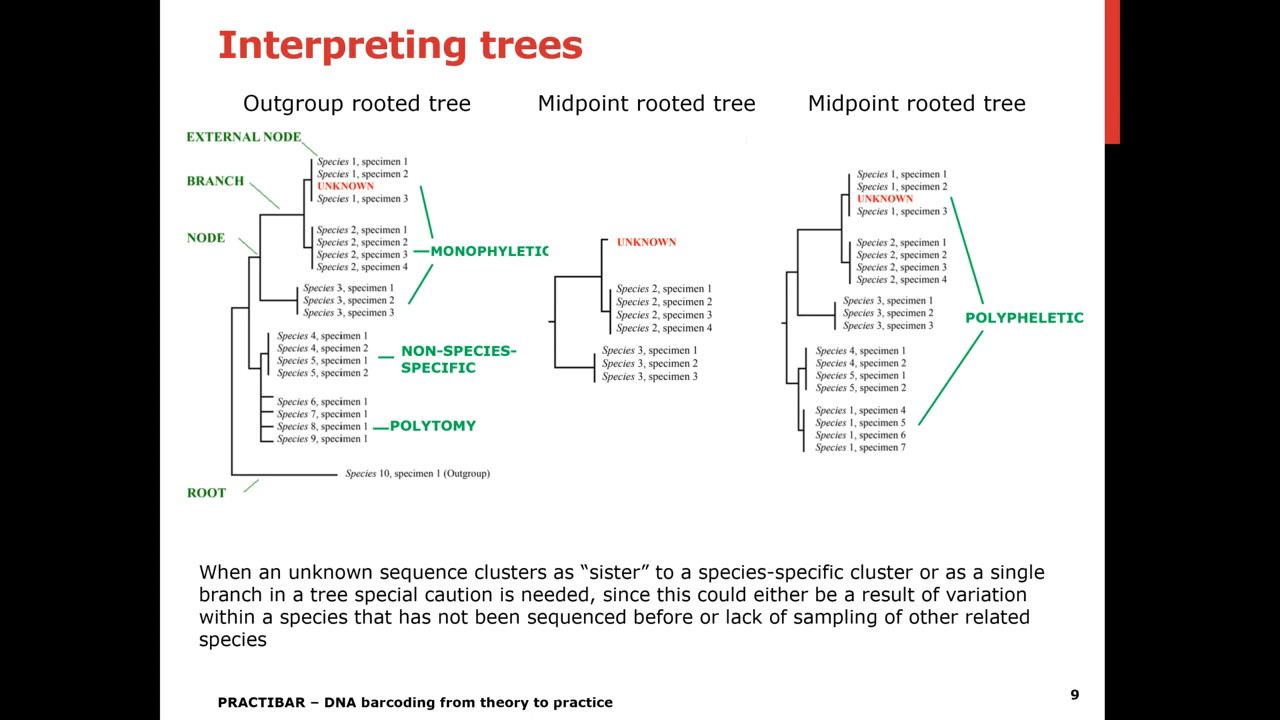 Interpreting trees
Outgroup rooted tree
Midpoint rooted tree
Midpoint rooted tree
EXTERNAL NODE
BRANCH
NODE
ROOT
Species 1, specimen 1
Species 1, specimen 2
UNKNOWN
Species 1, specimen 3
Species 2, specimen 1
Species 2, specimen 2
Species 2, specimen 3
Species 2, specimen 4
Species 3, specimen 1
Species 3, specimen 2
Species 3, specimen 3
Species 4, specimen 1
Species 4, specimen 2
Species 5, specimen 1
Species 5, specimen 2
Species 6, specimen 1
Species 7, specimen 1
Species 8, specimen 1
Species 9, specimen 1
Species 10, specimen 1 (Outgroup)
MONOPHYLETIC
NON-SPECIES-
SPECIFIC
POLYTOMY
UNKNOWN
Species 2, specimen 1
Species 2, specimen 2
Species 2, specimen 3
Species 2, specimen 4
Species 3, specimen 1
Species 3, specimen 2
Species 3, specimen 3
Species 1, specimen 1
Species 1, specimen 2
UNKNOWN
Species 1, specimen 3
Species 2, specimen 1
Species 2, specimen 2
Species 2, specimen 3
Species 2, specimen 4
Species 3, specimen 1
Species 3, specimen 2
Species 3, specimen 3
Species 4, specimen 1
Species 4, specimen 2
Species 5, specimen 1
Species 5, specimen 2
Species 1, specimen 4
Species 1, specimen 5
Species 1, specimen 6
Species 1, specimen 7
POLYPHELETIC
When an unknown sequence clusters as “sister” to a species-specific cluster or as a single
branch in a tree special caution is needed, since this could either be a result of variation
within a species that has not been sequenced before or lack of sampling of other related
species
PRACTIBAR – DNA barcoding from theory to practice
9